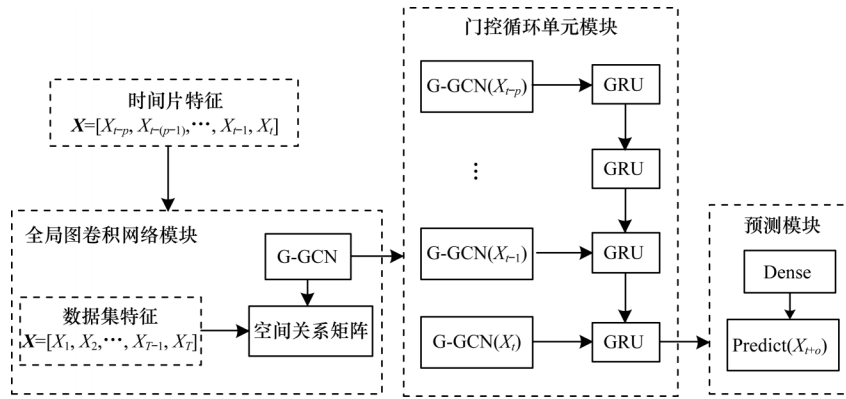 时间片特征
X=[Xt−p, Xt−(p−1),⋯, Xt−1, Xt]
全局图卷积网络模块
G-GCN
数据集特征
X=[X1, X2,⋯, XT−1, XT]
空间关系矩阵
门控循环单元模块
G-GCN(Xt−p)
GRU
⋮
GRU
G-GCN(Xt−1)
GRU
G-GCN(Xt)
GRU
预测模块
Dense
Predict(Xt+o)